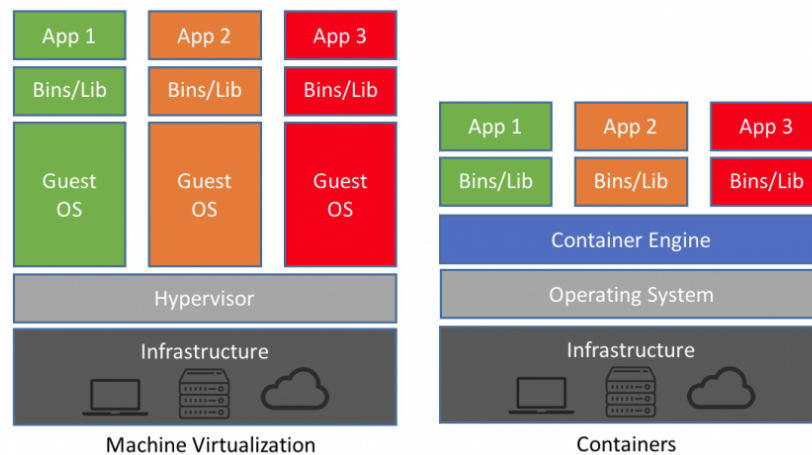 App 1
App 2
App 3
Bins/Lib
Bins/Lib
Bins/Lib
Guest
OS
Guest
OS
Guest
OS
Hypervisor
Infrastructure
Machine Virtualization
App 1
App 2
App 3
Bins/Lib
Bins/Lib
Bins/Lib
Container Engine
Operating System
Infrastructure
Containers